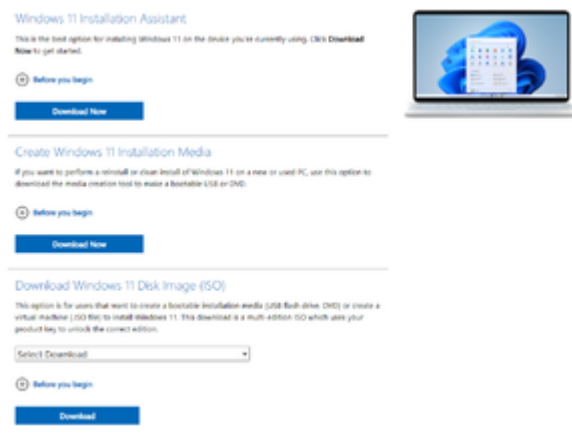 Windows 11 Installation Assistant
This is the best option for installing Windows 11 on the device you're currently using. Click Download
Now to get started.
Before you begin
Download Now
Create Windows 11 Installation Media
If you want to perform a reinstall or clean install of Windows 11 on a new or used PC, use this option to
download the media creation tool to make a bootable USB or DVD.
Before you begin
Download Now
Download Windows 11 Disk Image (ISO)
This option is for users that want to create a bootable installation media (USB flash drive, DVD) or create a
virtual machine (.ISO file) to install Windows 11. This download is a multi-edition ISO which uses your
product key to unlock the correct edition.
Select Download
Before you begin
Download